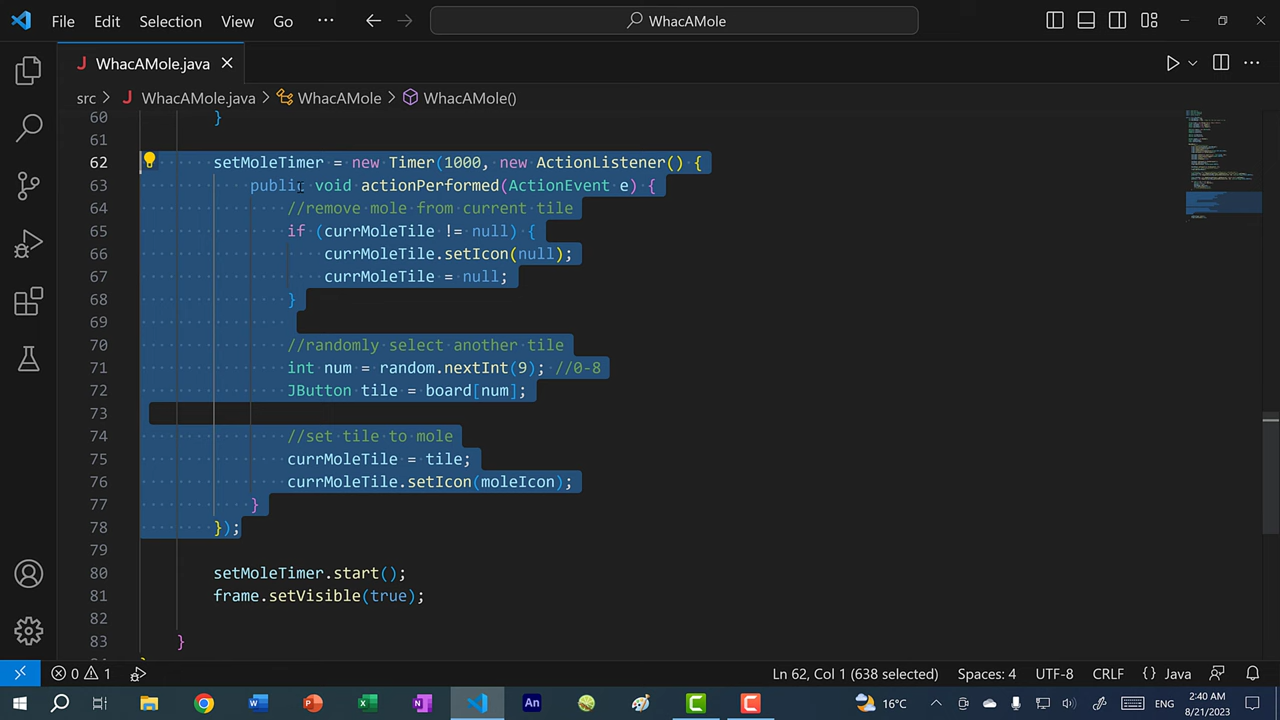 File Edit Selection View Go ··· WhacAMole
WhacAMole.java
src > WhacAMole.java > WhacAMole > WhacAMole()
60 }
61
62 setMoleTimer = new Timer(1000, new ActionListener() {
63 public void actionPerformed(ActionEvent e) {
64 //remove mole from current tile
65 if (currMoleTile != null) {
66 currMoleTile.setIcon(null);
67 currMoleTile = null;
68 }
69
70 //randomly select another tile
71 int num = random.nextInt(9); //0-8
72 JButton tile = board[num];
73
74 //set tile to mole
75 currMoleTile = tile;
76 currMoleTile.setIcon(moleIcon);
77 }
78 });
79
80 setMoleTimer.start();
81 frame.setVisible(true);
82
83 }
0 1 Ln 62, Col 1 (638 selected) Spaces: 4 UTF-8 CRLF {} Java
An 16°C ENG 2:40 AM
8/21/2023